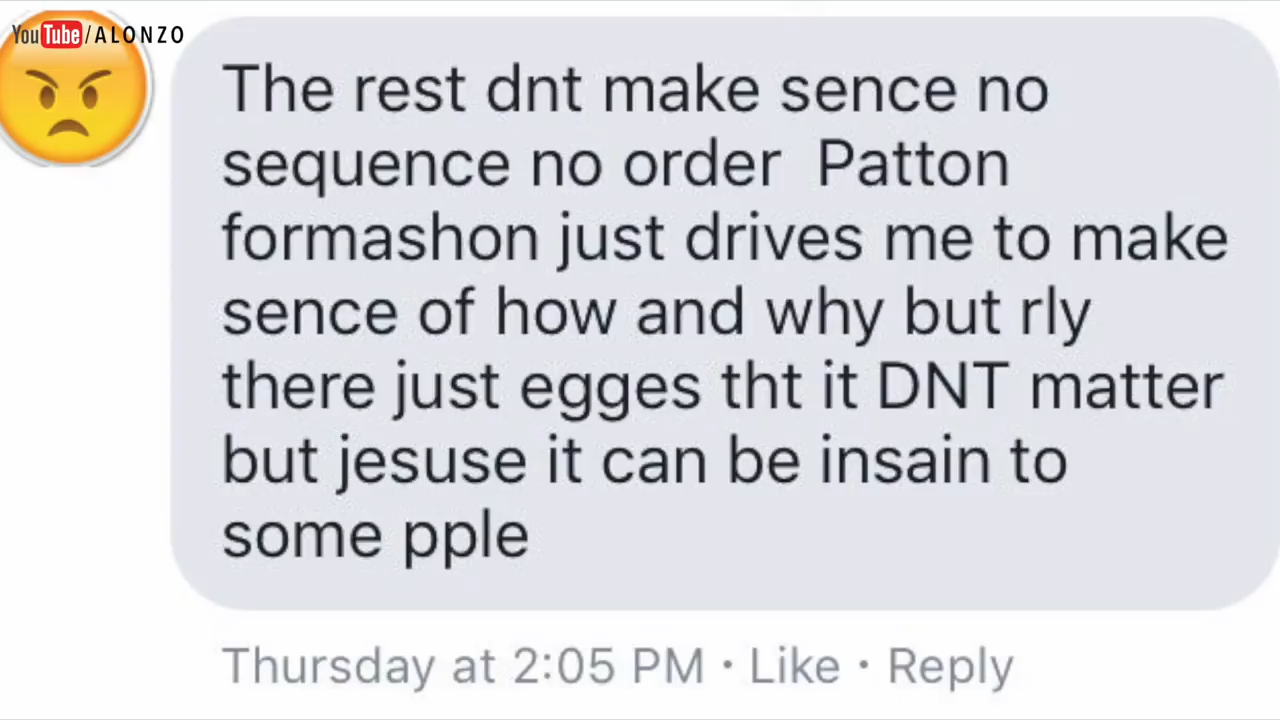 YouTube/ALONZO
The rest dnt make sence no
sequence no order  Patton
formashon just drives me to make
sence of how and why but rly
there just egges tht it DNT matter
but jesuse it can be insain to
some pple
Thursday at 2:05 PM · Like · Reply